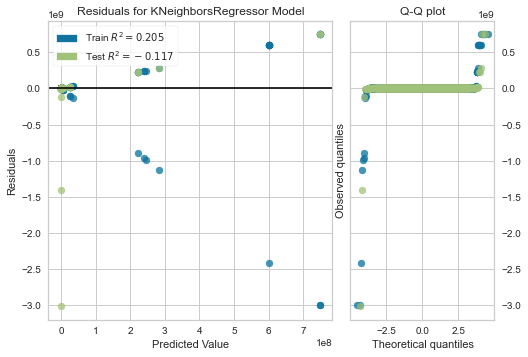 Residuals for KNeighborsRegressor Model
Q-Q plot
1e9
1e9
Train R² = 0.205
Test R² = −0.117
0.5
0.0
−0.5
−1.0
−1.5
−2.0
−2.5
−3.0
Residuals
0 1 2 3 4 5 6 7
1e8
Predicted Value
Observed quantiles
0.5
0.0
−0.5
−1.0
−1.5
−2.0
−2.5
−3.0
−2.5 0.0 2.5
Theoretical quantiles